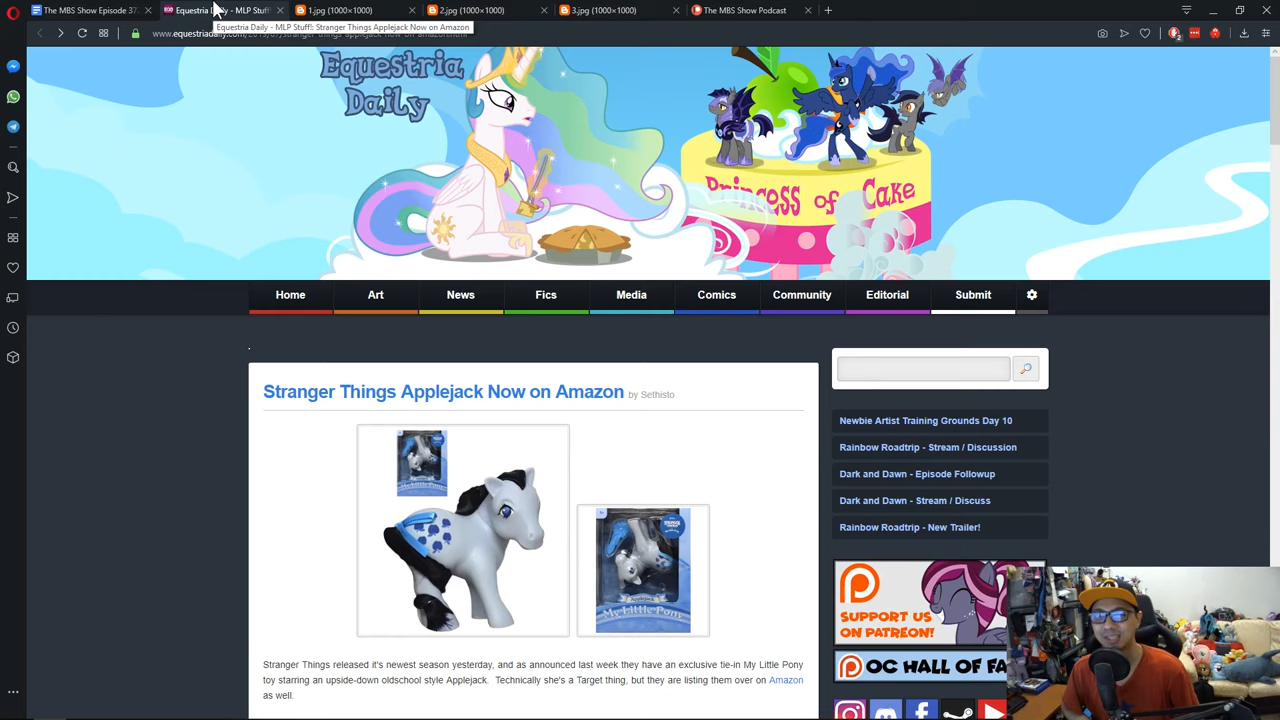 The MBS Show Episode 37
Equestria Daily - MLP Stuff!
1.jpg (1000×1000)
2.jpg (1000×1000)
3.jpg (1000×1000)
The MBS Show Podcast
Equestria Daily - MLP Stuff!: Stranger Things Applejack Now on Amazon
Equestria
Daily
Princess of Cake
Home
Art
News
Fics
Media
Comics
Community
Editorial
Submit
Stranger Things Applejack Now on Amazon by Sethisto
Applejack
My Little Pony
Newbie Artist Training Grounds Day 10
Rainbow Roadtrip - Stream / Discussion
Dark and Dawn - Episode Followup
Dark and Dawn - Stream / Discuss
Rainbow Roadtrip - New Trailer!
SUPPORT US
ON PATREON!
OC HALL OF FA
Stranger Things released it's newest season yesterday, and as announced last week they have an exclusive tie-in My Little Pony
toy starring an upside-down oldschool style Applejack. Technically she's a Target thing, but they are listing them over on Amazon
as well.